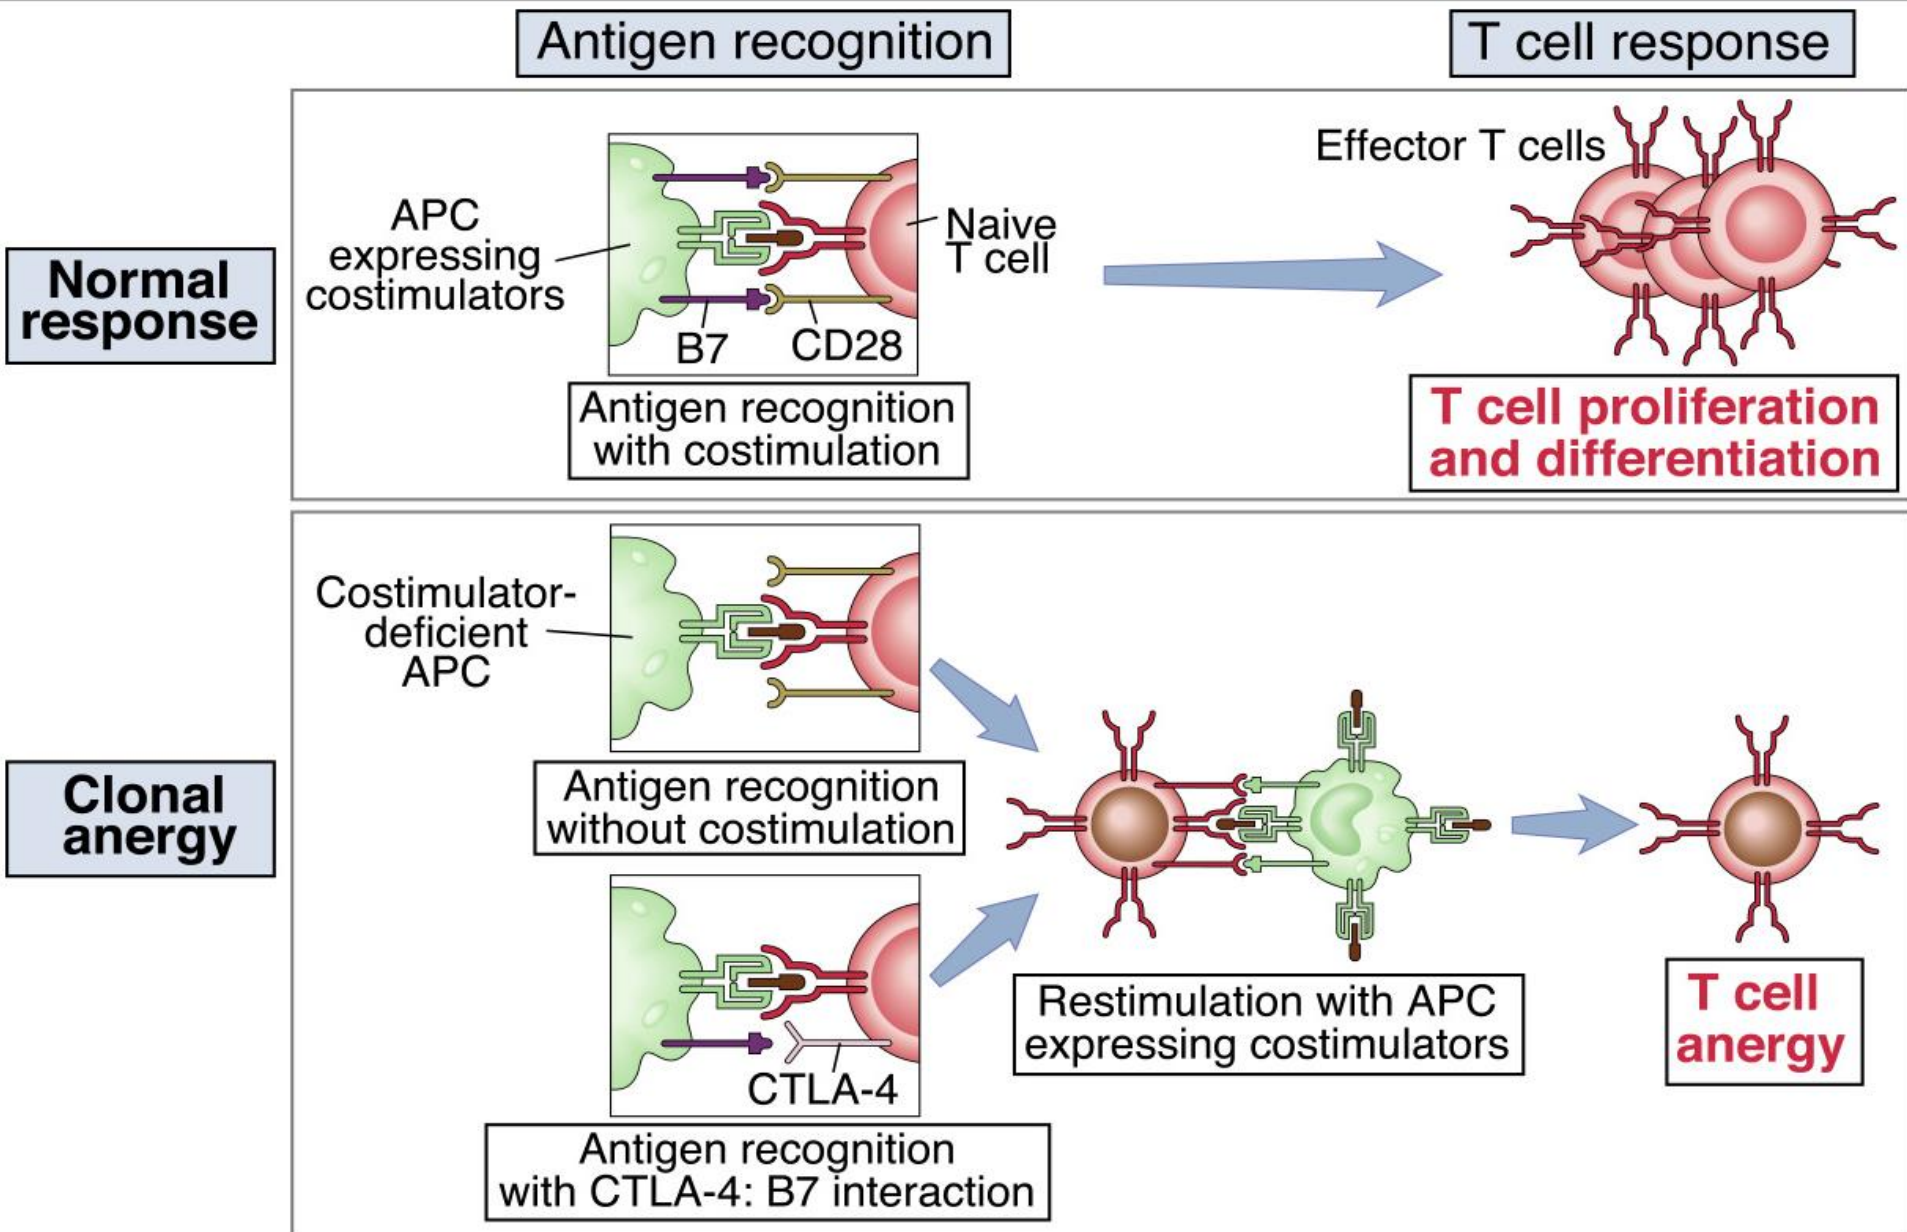 Antigen recognition
T cell response
Normal
response
APC
expressing
costimulators
B7
CD28
Naive
T cell
Antigen recognition
with costimulation
Effector T cells
T cell proliferation
and differentiation
Clonal
anergy
Costimulator-
deficient
APC
Antigen recognition
without costimulation
CTLA-4
Antigen recognition
with CTLA-4: B7 interaction
Restimulation with APC
expressing costimulators
T cell
anergy